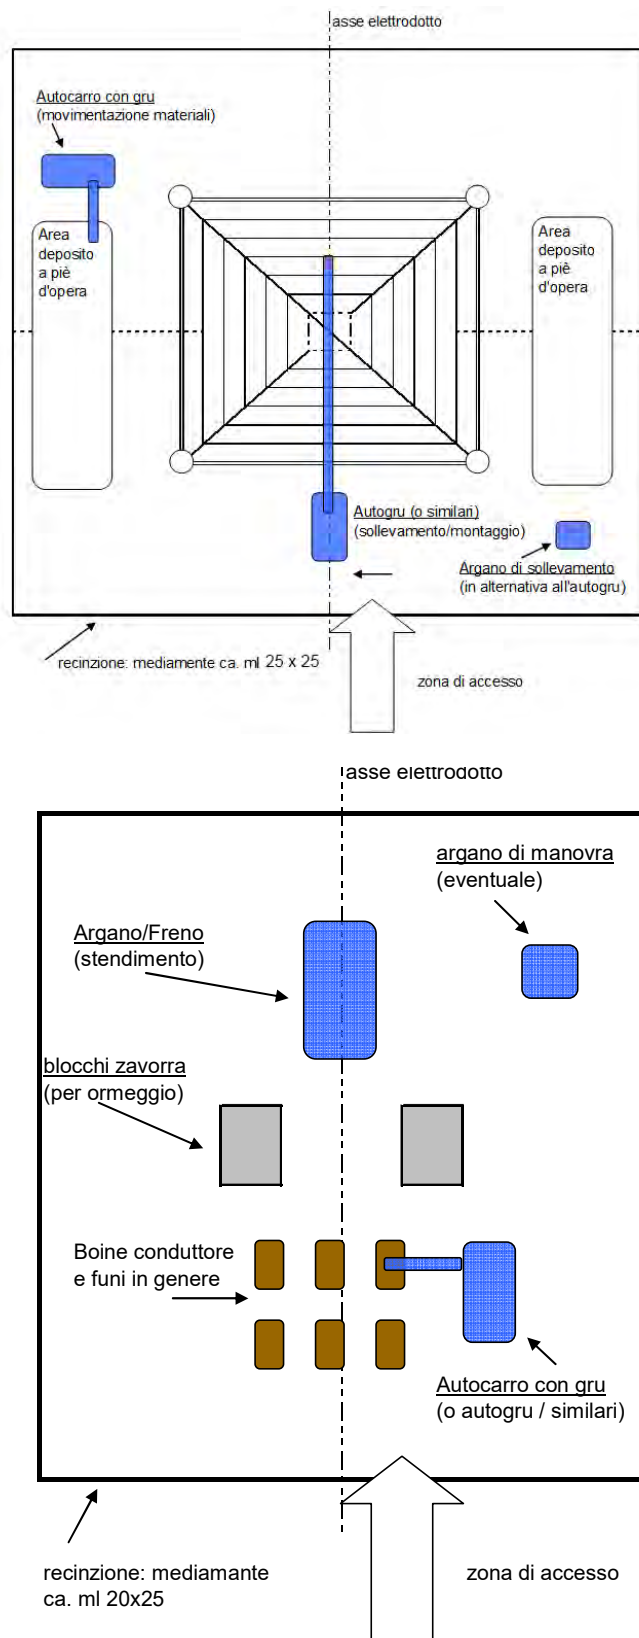 asse elettrodotto
Autocarro con gru
(movimentazione materiali)
Area
deposito
a piè
d'opera
Area
deposito
a piè
d'opera
Autogru (o similari)
(sollevamento/montaggio)
Argano di sollevamento
(in alternativa all'autogru)
recinzione: mediamente ca. ml 25 x 25
zona di accesso
asse elettrodotto
argano di manovra
(eventuale)
Argano/Freno
(stendimento)
blocchi zavorra
(per ormeggio)
Boine conduttore
e funi in genere
Autocarro con gru
(o autogru / similari)
recinzione: mediamante
ca. ml 20x25
zona di accesso